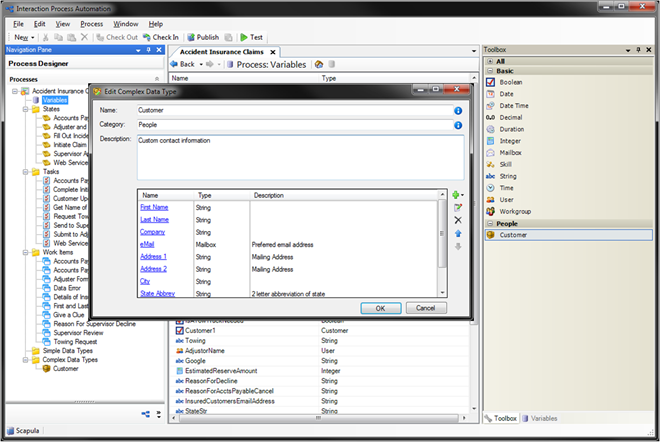 Interaction Process Automation
File Edit View Process Window Help
New Check Out Check In Publish Test
Navigation Pane
Process Designer
Processes
Accident Insurance C
Variables
States
Accounts Pay
Adjuster and
Fill Out Incide
Initiate Claim
Supervisor Ap
Web Service
Tasks
Accounts Pay
Complete Initi
Customer Up
Get Name of
Request Tow
Send to Supe
Submit to Adj
Web Service
Work Items
Accounts Pay
Adjuster Form
Data Error
Details of Ins
First and Last
Give a Clue
Reason For Supervisor Decline
Supervisor Review
Towing Request
Simple Data Types
Complex Data Types
Customer
Accident Insurance Claims
Back Process: Variables
Name Type
Edit Complex Data Type
Name: Customer
Category: People
Description: Custom contact information
Name Type Description
First Name String
Last Name String
Company String
eMail Mailbox Preferred email address
Address 1 String Mailing Address
Address 2 String Mailing Address
City String
State Abbrev String 2 letter abbreviation of state
OK Cancel
Customer1 Customer
Towing String
AdjustorName User
Google String
EstimatedReserveAmount Integer
ReasonForDecline String
ReasonForAcctsPayableCancel String
InsuredCustomersEmailAddress String
StateStr String
Toolbox
All
Basic
Boolean
Date
Date Time
Decimal
Duration
Integer
Mailbox
Skill
String
Time
User
Workgroup
People
Customer
Toolbox Variables
Scapula